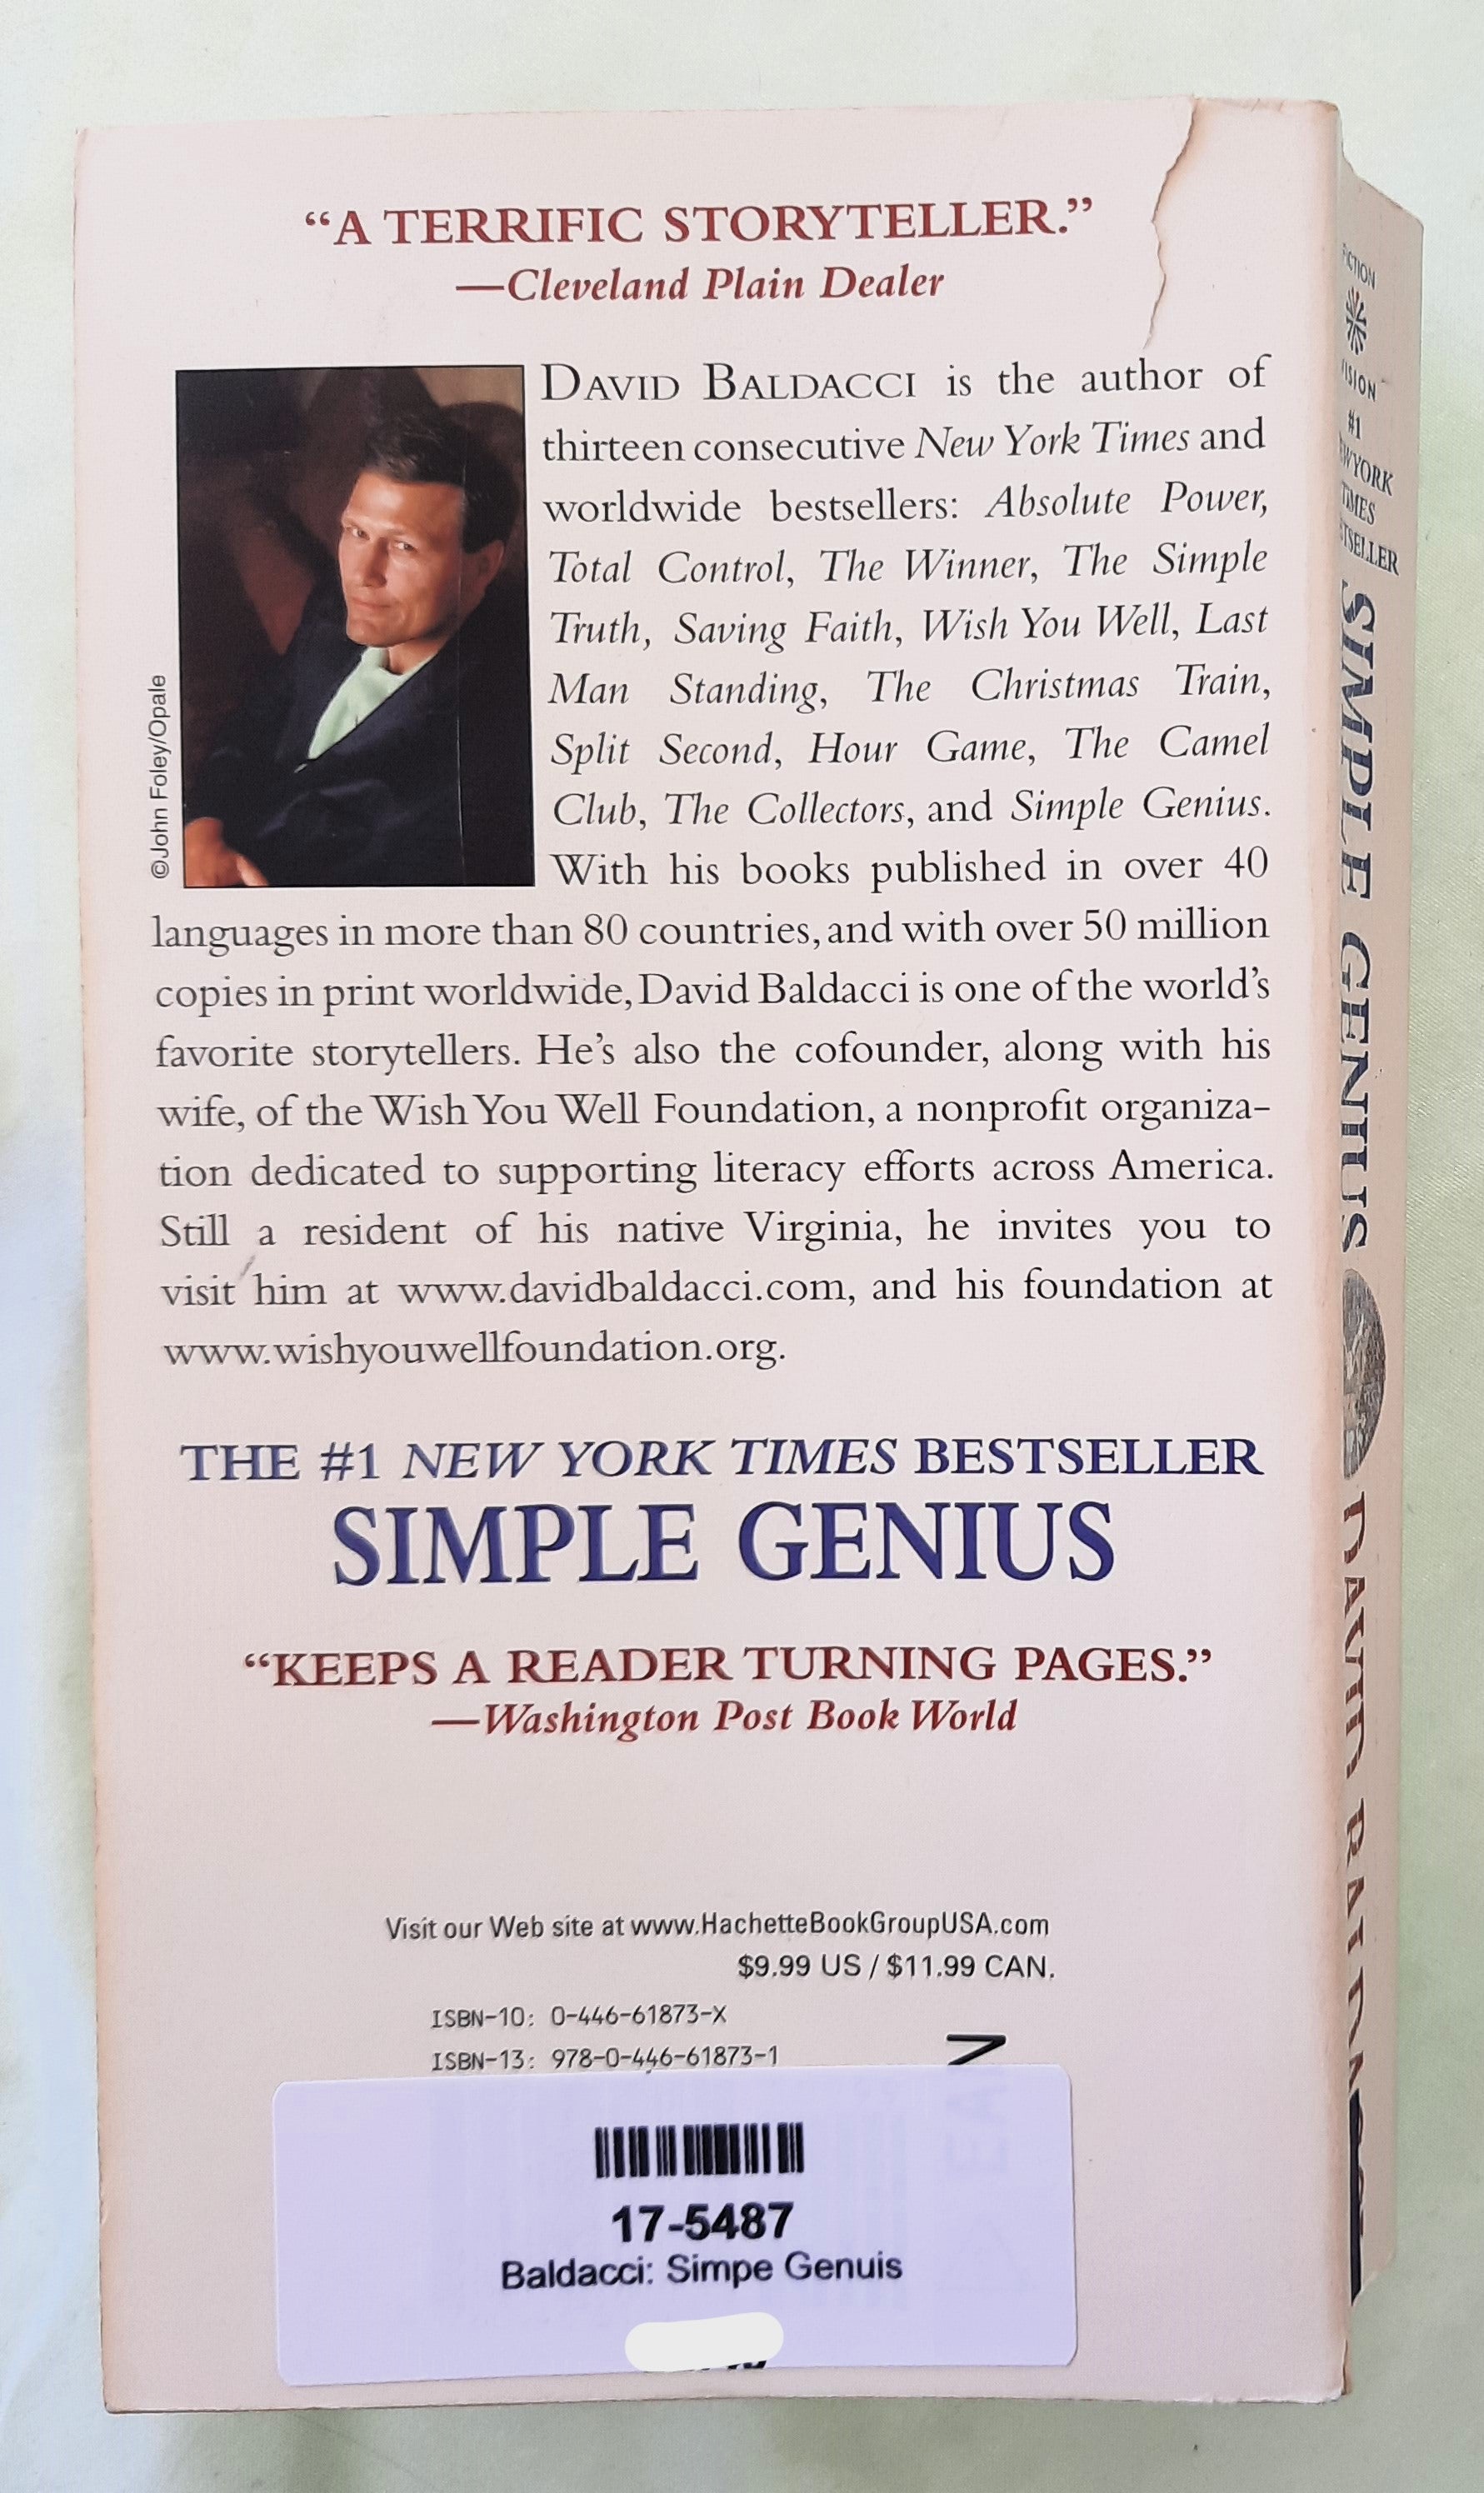 “A TERRIFIC STORYTELLER.”
—Cleveland Plain Dealer
©John Foley/Opale
DAVID BALDACCI is the author of
thirteen consecutive New York Times and
worldwide bestsellers: Absolute Power,
Total Control, The Winner, The Simple
Truth, Saving Faith, Wish You Well, Last
Man Standing, The Christmas Train,
Split Second, Hour Game, The Camel
Club, The Collectors, and Simple Genius.
With his books published in over 40
languages in more than 80 countries, and with over 50 million
copies in print worldwide, David Baldacci is one of the world’s
favorite storytellers. He’s also the cofounder, along with his
wife, of the Wish You Well Foundation, a nonprofit organiza-
tion dedicated to supporting literacy efforts across America.
Still a resident of his native Virginia, he invites you to
visit him at www.davidbaldacci.com, and his foundation at
www.wishyouwellfoundation.org.
THE #1 NEW YORK TIMES BESTSELLER
SIMPLE GENIUS
“KEEPS A READER TURNING PAGES.”
—Washington Post Book World
Visit our Web site at www.HachetteBookGroupUSA.com
$9.99 US / $11.99 CAN.
ISBN-10: 0-446-61873-X
ISBN-13: 978-0-446-61873-1
EAN
17-5487
Baldacci: Simpe Genuis
FICTION
VISION
#1
TIMES
SIMPLE GENIUS
DAVID